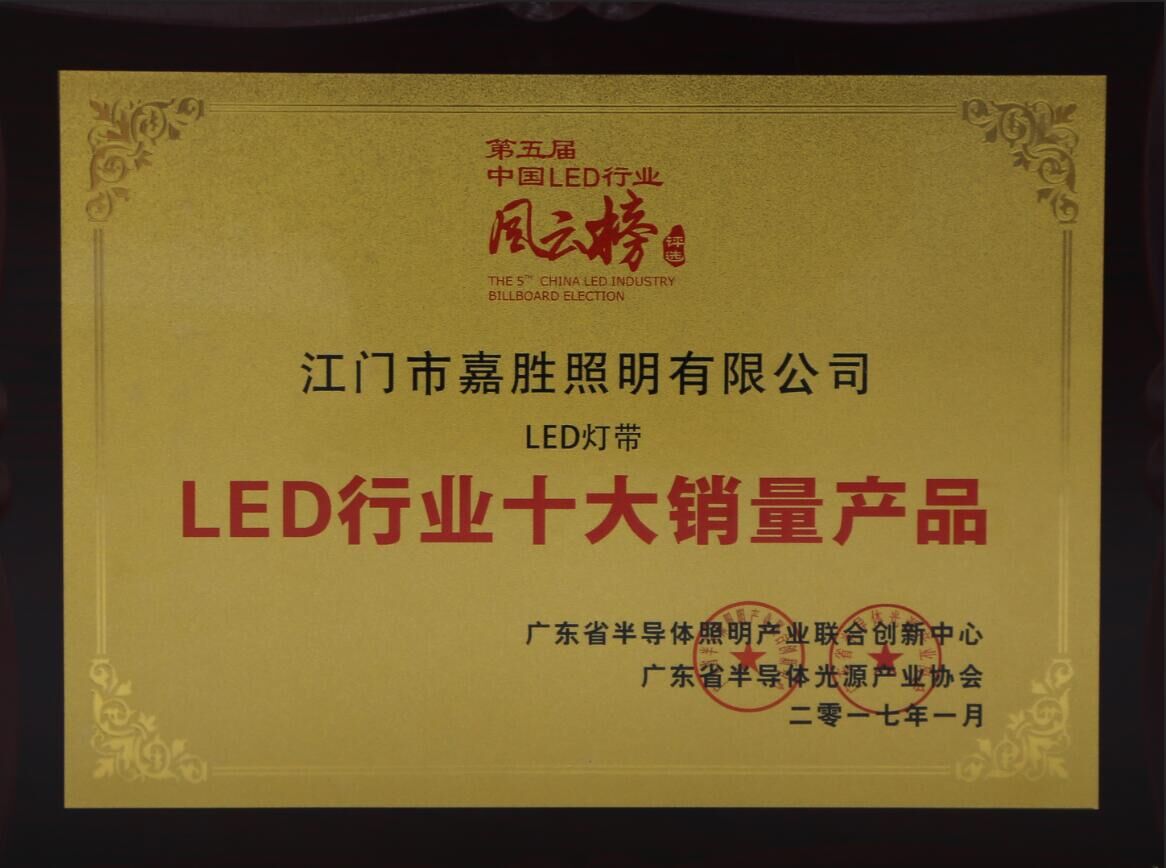 第五届
中国LED行业
风云榜
评选
THE 5TH CHINA LED INDUSTRY
BILLBOARD ELECTION
江门市嘉胜照明有限公司
LED灯带
LED行业十大销量产品
广东省半导体照明产业联合创新中心
广东省半导体光源产业协会
二零一七年一月